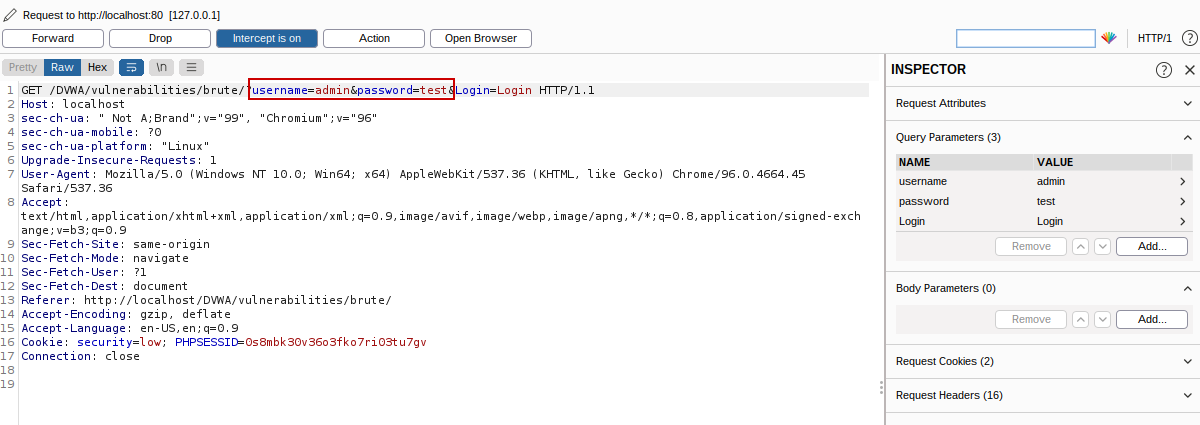 Request to http://localhost:80 [127.0.0.1]
Forward Drop Intercept is on Action Open Browser HTTP/1 ?
Pretty Raw Hex \n
1 GET /DVWA/vulnerabilities/brute/?username=admin&password=test&Login=Login HTTP/1.1
2 Host: localhost
3 sec-ch-ua: " Not A;Brand";v="99", "Chromium";v="96"
4 sec-ch-ua-mobile: ?0
5 sec-ch-ua-platform: "Linux"
6 Upgrade-Insecure-Requests: 1
7 User-Agent: Mozilla/5.0 (Windows NT 10.0; Win64; x64) AppleWebKit/537.36 (KHTML, like Gecko) Chrome/96.0.4664.45
Safari/537.36
8 Accept:
text/html,application/xhtml+xml,application/xml;q=0.9,image/avif,image/webp,image/apng,*/*;q=0.8,application/signed-exch
ange;v=b3;q=0.9
9 Sec-Fetch-Site: same-origin
10 Sec-Fetch-Mode: navigate
11 Sec-Fetch-User: ?1
12 Sec-Fetch-Dest: document
13 Referer: http://localhost/DVWA/vulnerabilities/brute/
14 Accept-Encoding: gzip, deflate
15 Accept-Language: en-US,en;q=0.9
16 Cookie: security=low; PHPSESSID=0s8mbk30v36o3fko7ri03tu7gv
17 Connection: close
18
19
INSPECTOR ?
Request Attributes
Query Parameters (3)
NAME VALUE
username admin
password test
Login Login
Remove Add...
Body Parameters (0)
Remove Add...
Request Cookies (2)
Request Headers (16)